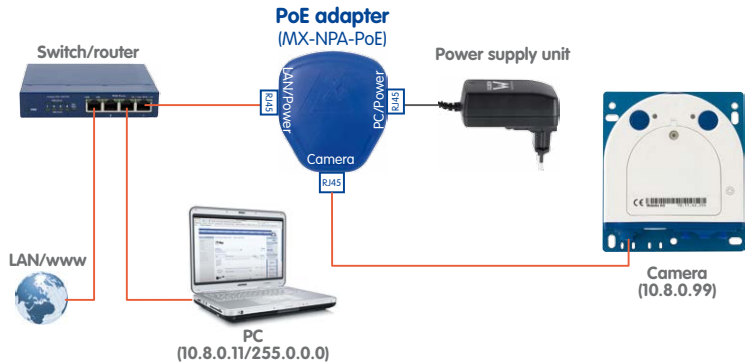 PoE adapter
(MX-NPA-PoE)
Switch/router
Power supply unit
LAN/Power
RJ45
PC/Power
RJ45
Camera
RJ45
LAN/www
PC
(10.8.0.11/255.0.0.0)
Camera
(10.8.0.99)